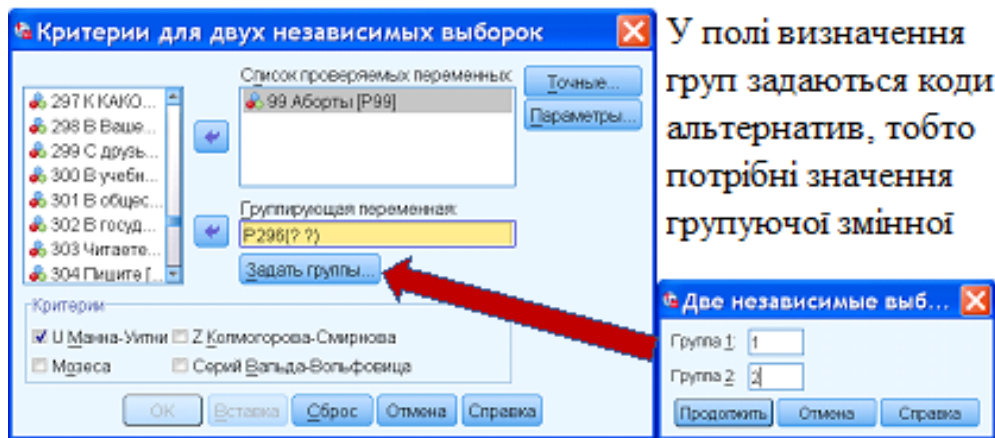 Критерии для двух независимых выборок
Список проверяемых переменных:
99 Аборты [P99]
297 К КАКО...
298 В Ваше...
299 С друзь...
300 В учебн...
301 В общес...
302 В госуд...
303 Читаете...
304 Пишите [...
Точные...
Параметры...
Группирующая переменная:
P296(? ?)
Задать группы...
Критерии
U Манна-Уитни Z Колмогорова-Смирнова
Мозеса Серий Вальда-Вольфовица
ОК Вставка Сброс Отмена Справка
У полі визначення
груп задаються коди
альтернатив, тобто
потрібні значення
групуючої змінної
Две независимые выб...
Группа 1: 1
Группа 2: 2
Продолжить Отмена Справка